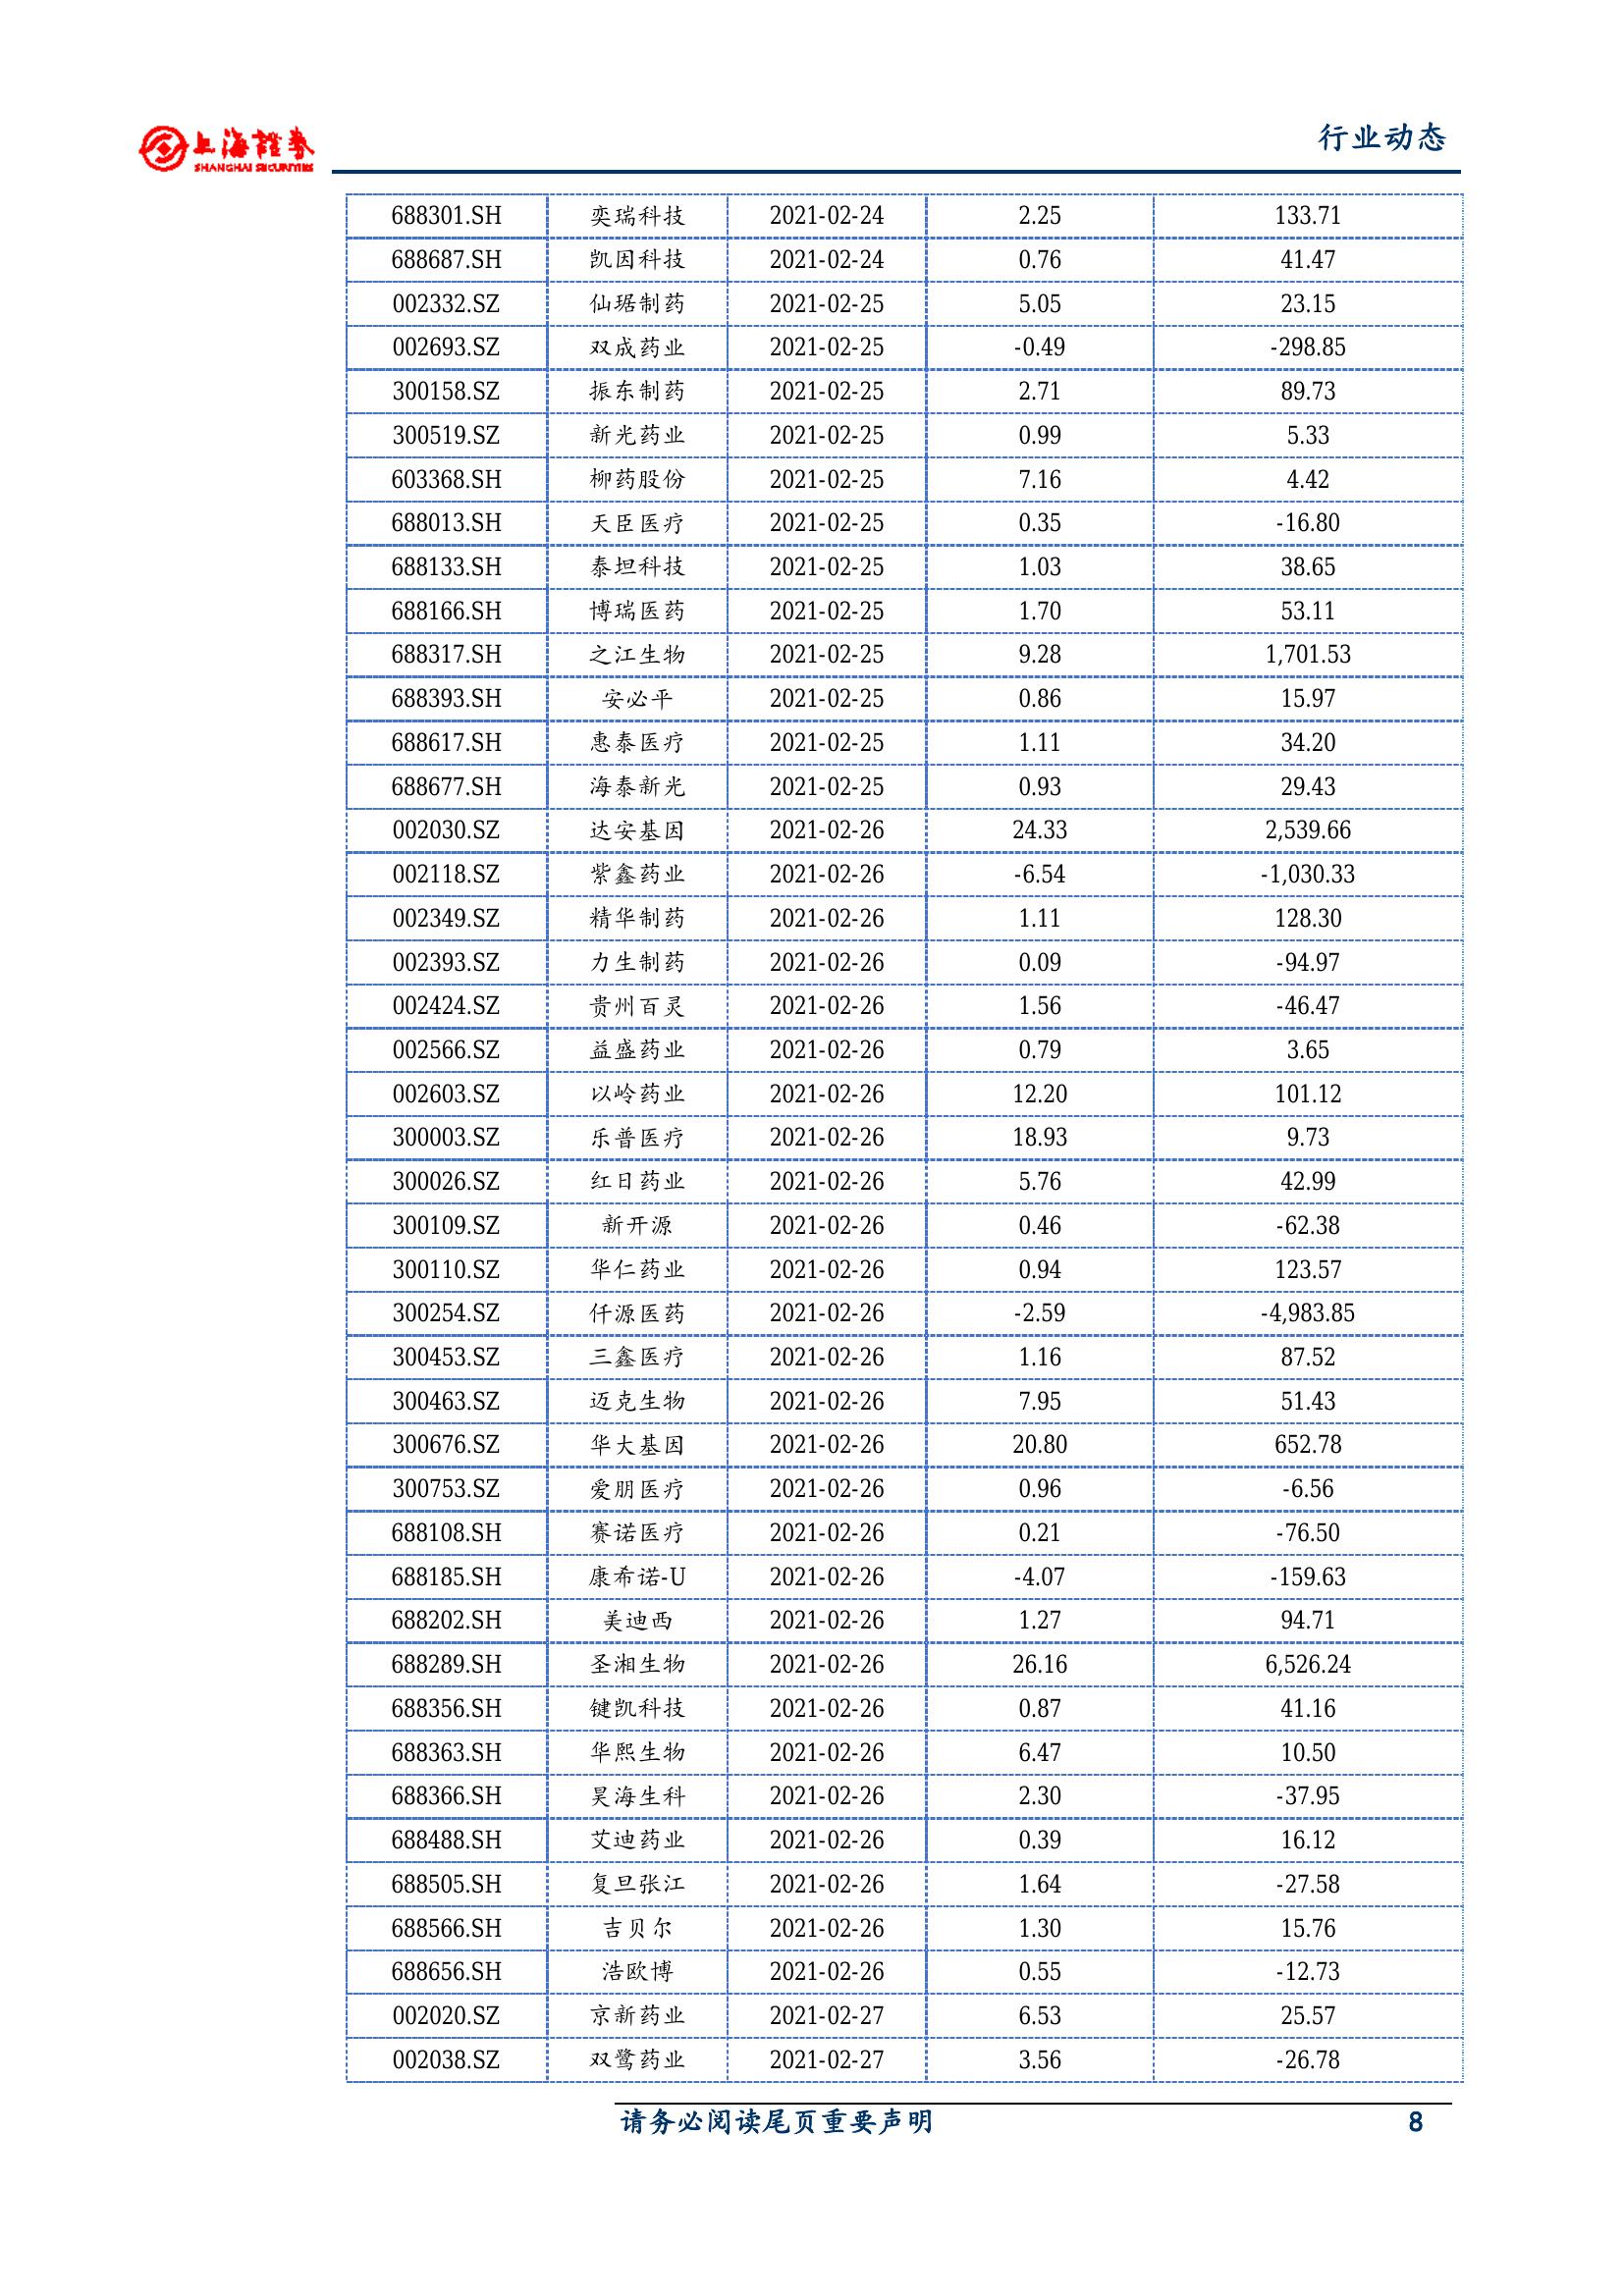 上海證券
SHANGHAI SECURITIES
行业动态
688301.SH 奕瑞科技 2021-02-24 2.25 133.71
688687.SH 凯因科技 2021-02-24 0.76 41.47
002332.SZ 仙琚制药 2021-02-25 5.05 23.15
002693.SZ 双成药业 2021-02-25 -0.49 -298.85
300158.SZ 振东制药 2021-02-25 2.71 89.73
300519.SZ 新光药业 2021-02-25 0.99 5.33
603368.SH 柳药股份 2021-02-25 7.16 4.42
688013.SH 天臣医疗 2021-02-25 0.35 -16.80
688133.SH 泰坦科技 2021-02-25 1.03 38.65
688166.SH 博瑞医药 2021-02-25 1.70 53.11
688317.SH 之江生物 2021-02-25 9.28 1,701.53
688393.SH 安必平 2021-02-25 0.86 15.97
688617.SH 惠泰医疗 2021-02-25 1.11 34.20
688677.SH 海泰新光 2021-02-25 0.93 29.43
002030.SZ 达安基因 2021-02-26 24.33 2,539.66
002118.SZ 紫鑫药业 2021-02-26 -6.54 -1,030.33
002349.SZ 精华制药 2021-02-26 1.11 128.30
002393.SZ 力生制药 2021-02-26 0.09 -94.97
002424.SZ 贵州百灵 2021-02-26 1.56 -46.47
002566.SZ 益盛药业 2021-02-26 0.79 3.65
002603.SZ 以岭药业 2021-02-26 12.20 101.12
300003.SZ 乐普医疗 2021-02-26 18.93 9.73
300026.SZ 红日药业 2021-02-26 5.76 42.99
300109.SZ 新开源 2021-02-26 0.46 -62.38
300110.SZ 华仁药业 2021-02-26 0.94 123.57
300254.SZ 仟源医药 2021-02-26 -2.59 -4,983.85
300453.SZ 三鑫医疗 2021-02-26 1.16 87.52
300463.SZ 迈克生物 2021-02-26 7.95 51.43
300676.SZ 华大基因 2021-02-26 20.80 652.78
300753.SZ 爱朋医疗 2021-02-26 0.96 -6.56
688108.SH 赛诺医疗 2021-02-26 0.21 -76.50
688185.SH 康希诺-U 2021-02-26 -4.07 -159.63
688202.SH 美迪西 2021-02-26 1.27 94.71
688289.SH 圣湘生物 2021-02-26 26.16 6,526.24
688356.SH 键凯科技 2021-02-26 0.87 41.16
688363.SH 华熙生物 2021-02-26 6.47 10.50
688366.SH 昊海生科 2021-02-26 2.30 -37.95
688488.SH 艾迪药业 2021-02-26 0.39 16.12
688505.SH 复旦张江 2021-02-26 1.64 -27.58
688566.SH 吉贝尔 2021-02-26 1.30 15.76
688656.SH 浩欧博 2021-02-26 0.55 -12.73
002020.SZ 京新药业 2021-02-27 6.53 25.57
002038.SZ 双鹭药业 2021-02-27 3.56 -26.78
请务必阅读尾页重要声明 8